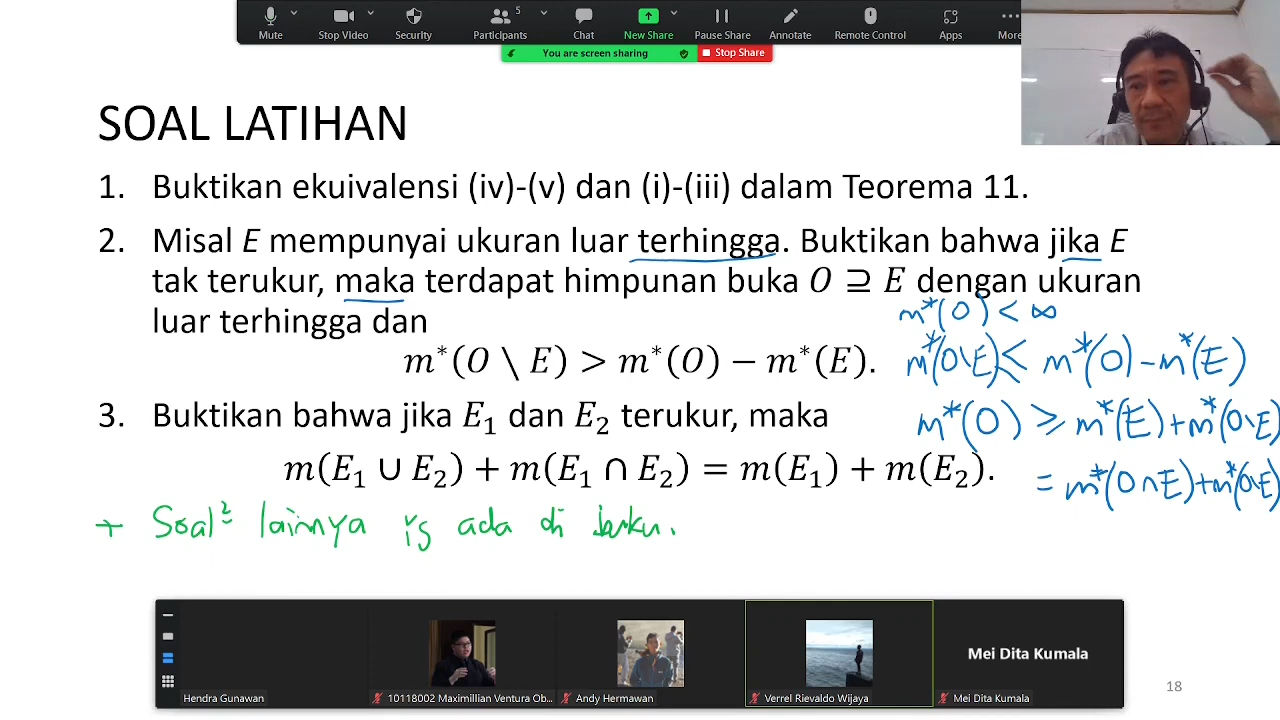 5
Mute
Stop Video
Security
Participants
Chat
New Share
Pause Share
Annotate
Remote Control
Apps
More
You are screen sharing
Stop Share
SOAL LATIHAN
1. Buktikan ekuivalensi (iv)-(v) dan (i)-(iii) dalam Teorema 11.
2. Misal E mempunyai ukuran luar terhingga. Buktikan bahwa jika E
tak terukur, maka terdapat himpunan buka O ⊇ E dengan ukuran
luar terhingga dan
m*(O) < ∞
m*(O \ E) > m*(O) − m*(E).
m*(O\E) ≤ m*(O) − m*(E)
3. Buktikan bahwa jika E₁ dan E₂ terukur, maka
m*(O) ≥ m*(E) + m*(O\E)
m(E₁ ∪ E₂) + m(E₁ ∩ E₂) = m(E₁) + m(E₂).
= m*(O∩E) + m*(O\E)
+ Soal² lainnya yg ada di buku.
Hendra Gunawan
10118002 Maximillian Ventura Ob...
Andy Hermawan
Verrel Rievaldo Wijaya
Mei Dita Kumala
Mei Dita Kumala
18